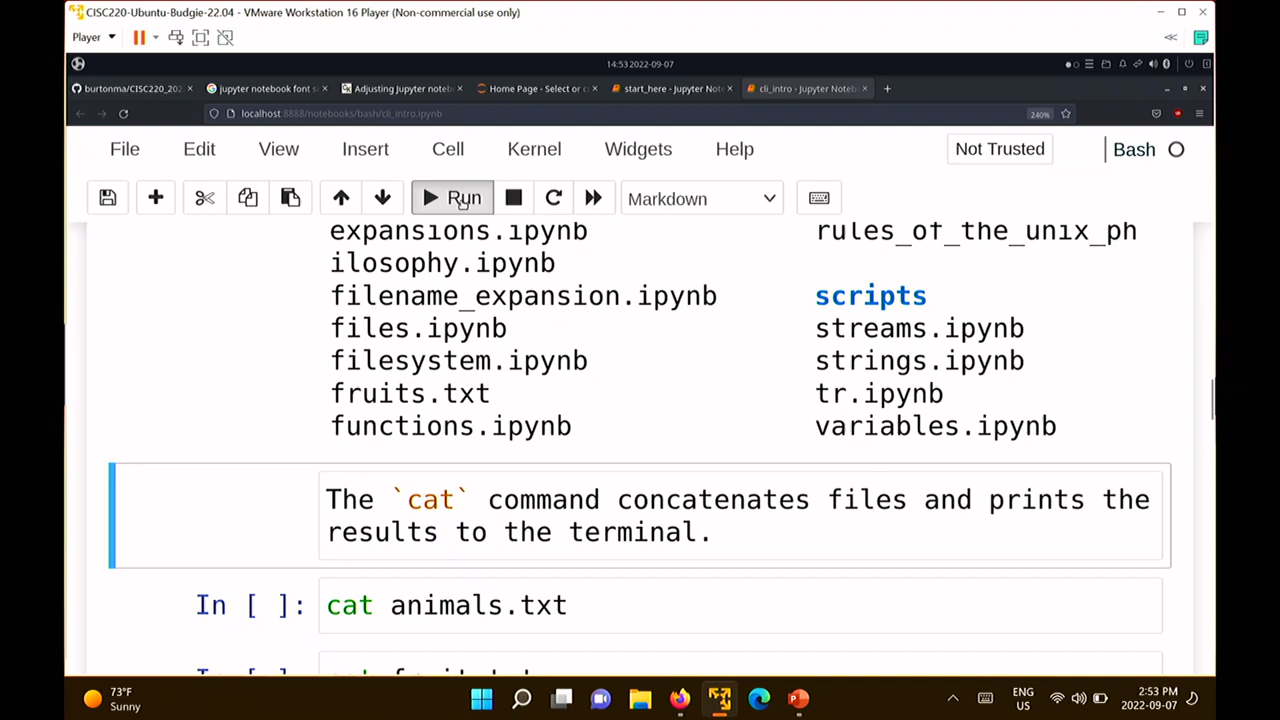 CISC220-Ubuntu-Budgie-22.04 - VMware Workstation 16 Player (Non-commercial use only)
Player
14:53 2022-09-07
burtonma/CISC220_202
jupyter notebook font s
Adjusting Jupyter noteb
Home Page - Select or c
start_here - Jupyter Note
cli_intro - Jupyter Noteb
localhost:8888/notebooks/bash/cli_intro.ipynb
240%
File Edit View Insert Cell Kernel Widgets Help Not Trusted Bash
Run Markdown
expansions.ipynb rules_of_the_unix_ph
ilosophy.ipynb
filename_expansion.ipynb scripts
files.ipynb streams.ipynb
filesystem.ipynb strings.ipynb
fruits.txt tr.ipynb
functions.ipynb variables.ipynb
The `cat` command concatenates files and prints the
results to the terminal.
In [ ]: cat animals.txt
73°F
Sunny
ENG
US
2:53 PM
2022-09-07